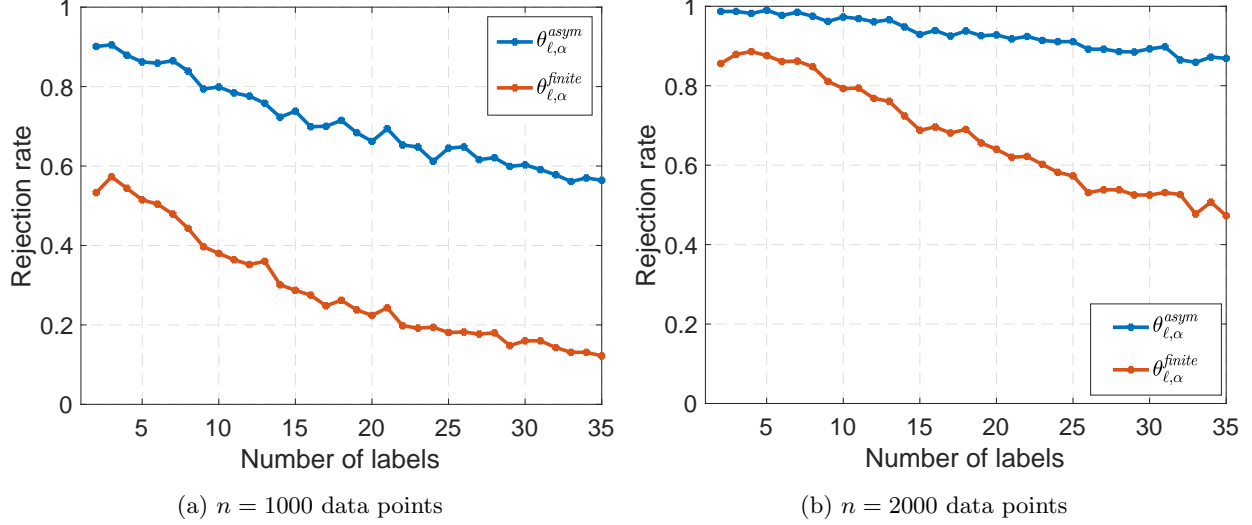 1
0.8
0.6
0.4
0.2
0
Rejection rate
5 10 15 20 25 30 35
Number of labels
θ^{asym}_{ℓ,α}
θ^{finite}_{ℓ,α}
(a) n = 1000 data points
1
0.8
0.6
0.4
0.2
0
Rejection rate
5 10 15 20 25 30 35
Number of labels
θ^{asym}_{ℓ,α}
θ^{finite}_{ℓ,α}
(b) n = 2000 data points